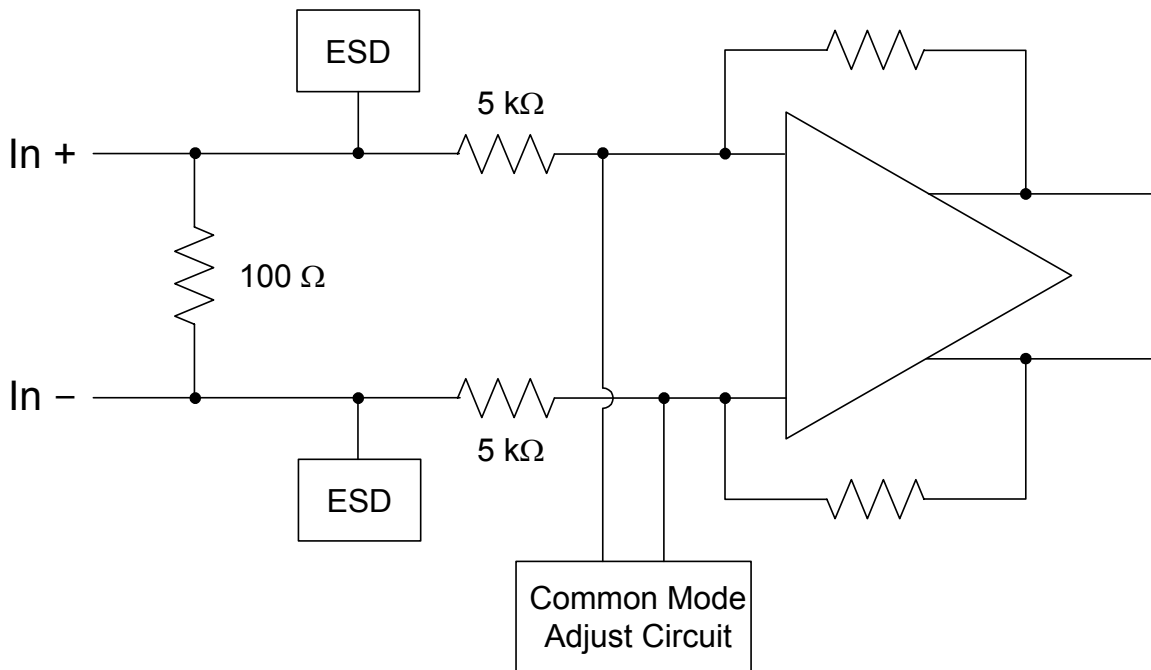 ESD
5 kΩ
In +
100 Ω
In −
5 kΩ
ESD
Common Mode
Adjust Circuit